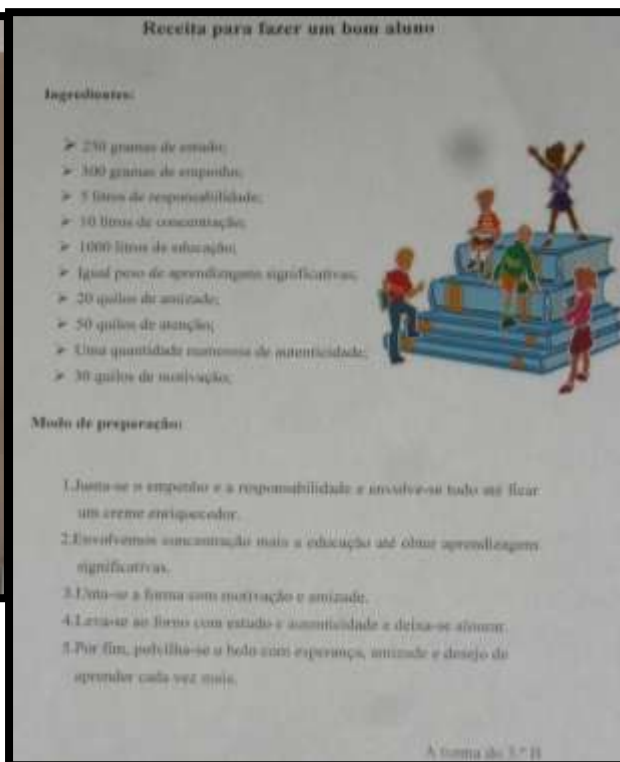 Receita para fazer um bom aluno
Ingredientes:
250 gramas de estudo;
300 gramas de empenho;
5 litros de responsabilidade;
10 litros de concentração;
1000 litros de educação;
Igual peso de aprendizagens significativas;
20 quilos de amizade;
50 quilos de atenção;
Uma quantidade numerosa de autenticidade;
30 quilos de motivação;
Modo de preparação:
1.Junta-se o empenho e a responsabilidade e envolve-se tudo até ficar
um creme enriquecedor.
2.Envolvemos concentração mais a educação até obter aprendizagens
significativas.
3.Unta-se a forma com motivação e amizade.
4.Leva-se ao forno com estudo e autenticidade e deixa-se alourar.
5.Por fim, polvilha-se o bolo com esperança, amizade e desejo de
aprender cada vez mais.
A turma do 3.º B